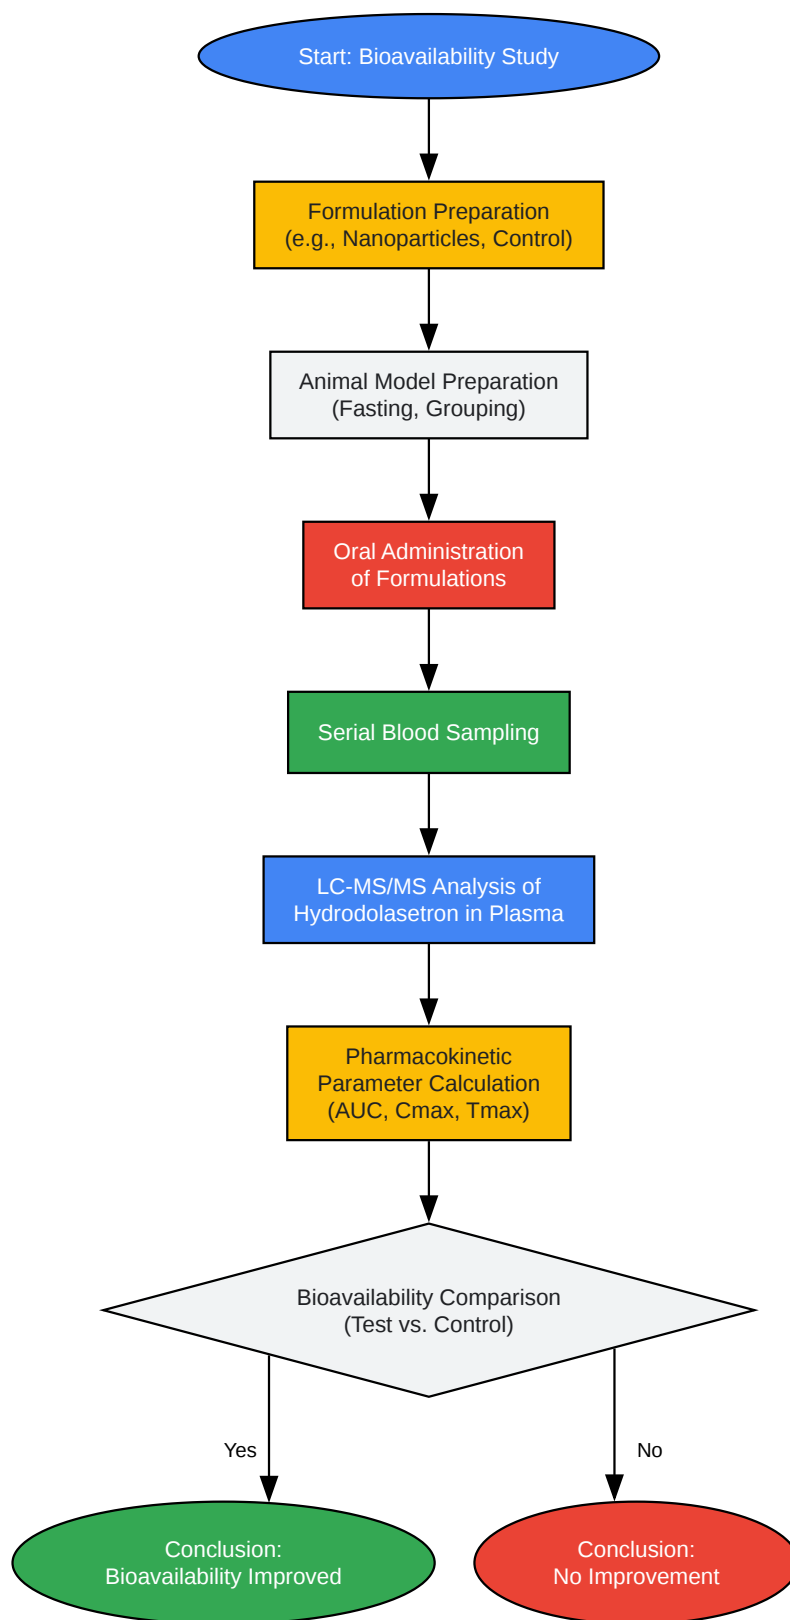 Start: Bioavailability Study
Formulation Preparation
(e.g., Nanoparticles, Control)
Animal Model Preparation
(Fasting, Grouping)
Oral Administration
of Formulations
Serial Blood Sampling
LC-MS/MS Analysis of
Hydrodolasetron in Plasma
Pharmacokinetic
Parameter Calculation
(AUC, Cmax, Tmax)
Bioavailability Comparison
(Test vs. Control)
Yes
No
Conclusion:
Bioavailability Improved
Conclusion:
No Improvement